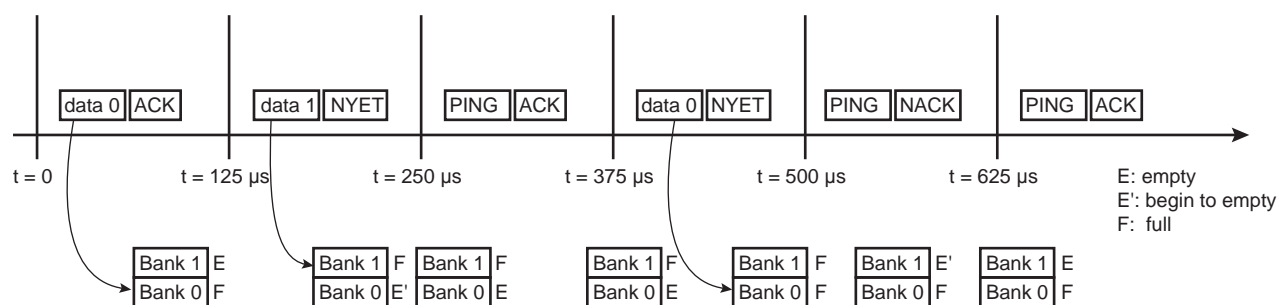 data 0 ACK data 1 NYET PING ACK data 0 NYET PING NACK PING ACK
t = 0 t = 125 μs t = 250 μs t = 375 μs t = 500 μs t = 625 μs
E: empty
E': begin to empty
F: full
Bank 1 E Bank 1 F Bank 1 F Bank 1 F Bank 1 F Bank 1 E' Bank 1 E
Bank 0 F Bank 0 E' Bank 0 E Bank 0 E Bank 0 F Bank 0 F Bank 0 F